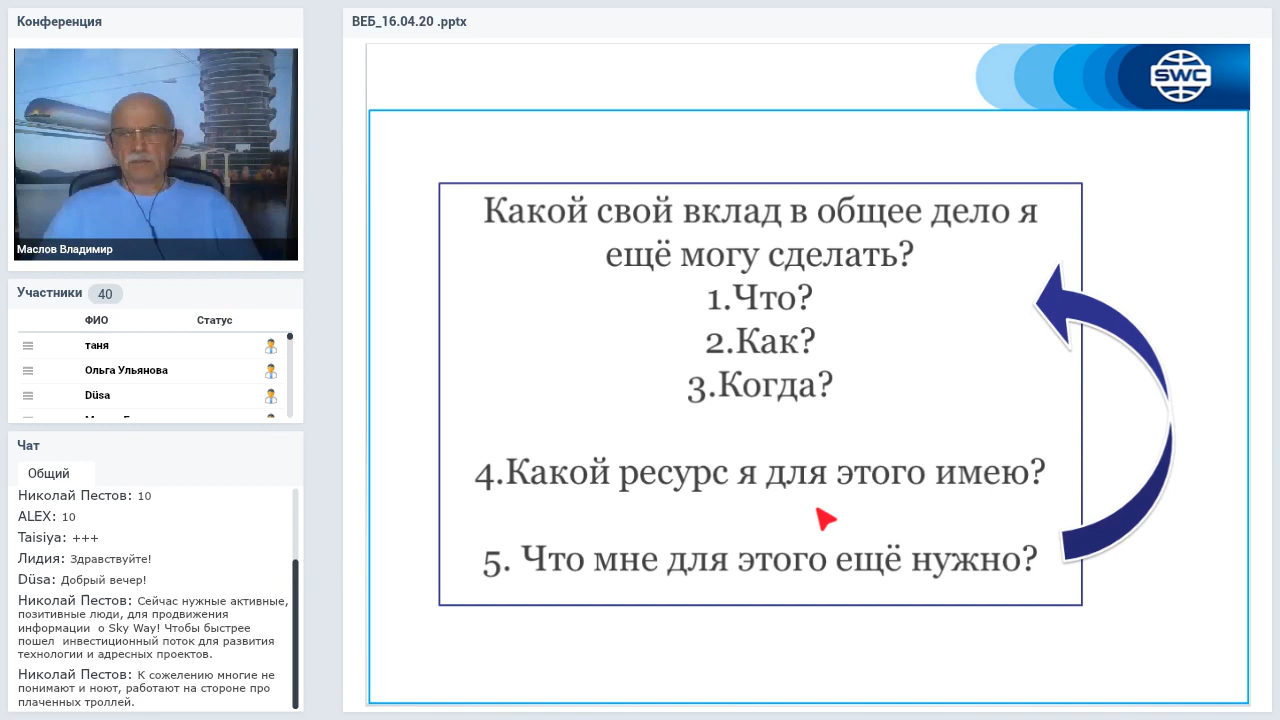 Конференция
Маслов Владимир
Участники 40
ФИО Статус
таня
Ольга Ульянова
Düsa
Чат
Общий
Николай Пестов: 10
ALEX: 10
Taisiya: +++
Лидия: Здравствуйте!
Düsa: Добрый вечер!
Николай Пестов: Сейчас нужные активные,
позитивные люди, для продвижения
информации о Sky Way! Чтобы быстрее
пошел инвестиционный поток для развития
технологии и адресных проектов.
Николай Пестов: К сожелению многие не
понимают и ноют, работают на стороне про
плаченных троллей.
ВЕБ_16.04.20 .pptx
SWC
Какой свой вклад в общее дело я
ещё могу сделать?
1.Что?
2.Как?
3.Когда?
4.Какой ресурс я для этого имею?
5. Что мне для этого ещё нужно?